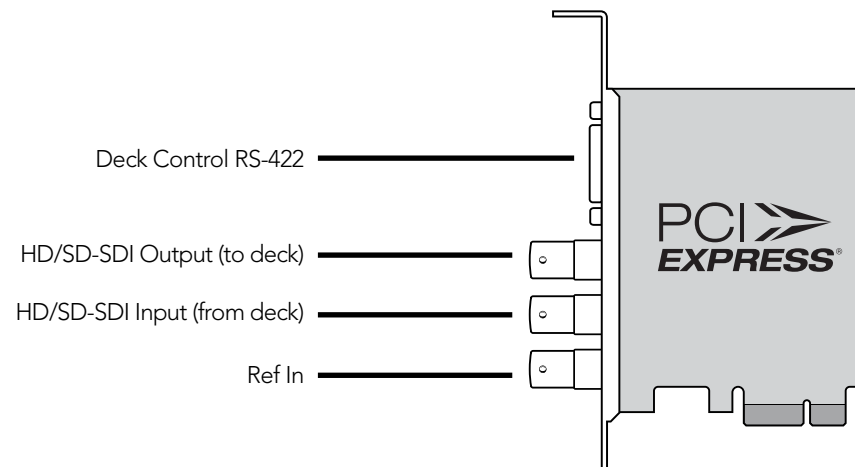 Deck Control RS-422
HD/SD-SDI Output (to deck)
HD/SD-SDI Input (from deck)
Ref In
PCI
EXPRESS®